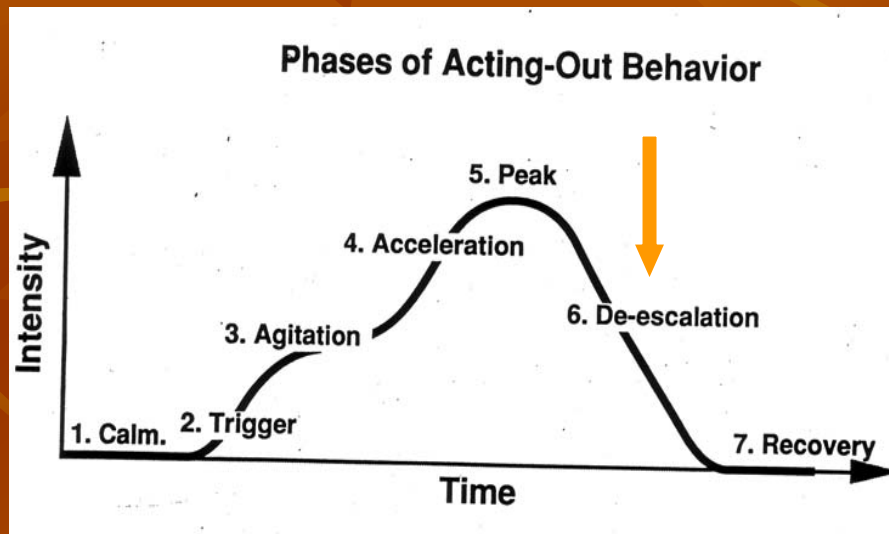 Phases of Acting-Out Behavior
5. Peak
4. Acceleration
3. Agitation
6. De-escalation
2. Trigger
1. Calm.
7. Recovery
Intensity
Time